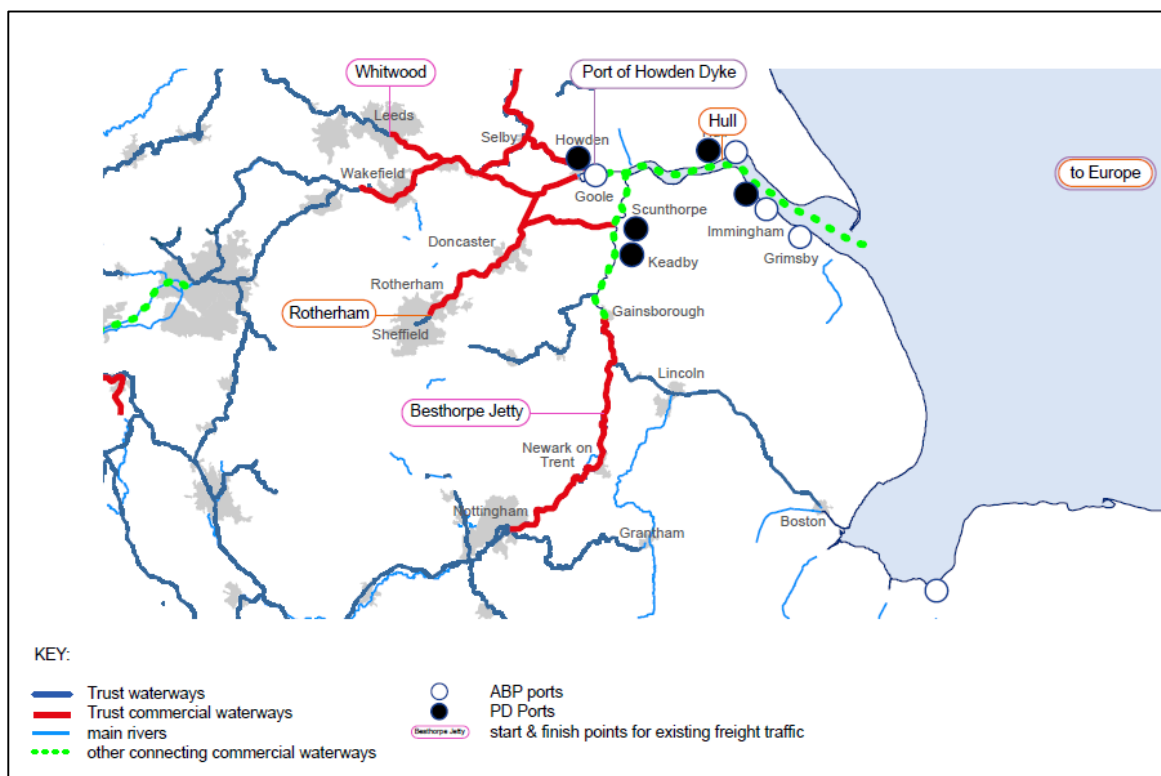 Whitwood
Port of Howden Dyke
Leeds
Hull
Selby
Howden
Wakefield
to Europe
Goole
Scunthorpe
Immingham
Doncaster
Grimsby
Keadby
Rotherham
Rotherham
Gainsborough
Sheffield
Lincoln
Besthorpe Jetty
Newark on
Trent
Nottingham
Boston
Grantham
KEY:
Trust waterways
Trust commercial waterways
main rivers
other connecting commercial waterways
ABP ports
PD Ports
Besthorpe Jetty
start & finish points for existing freight traffic